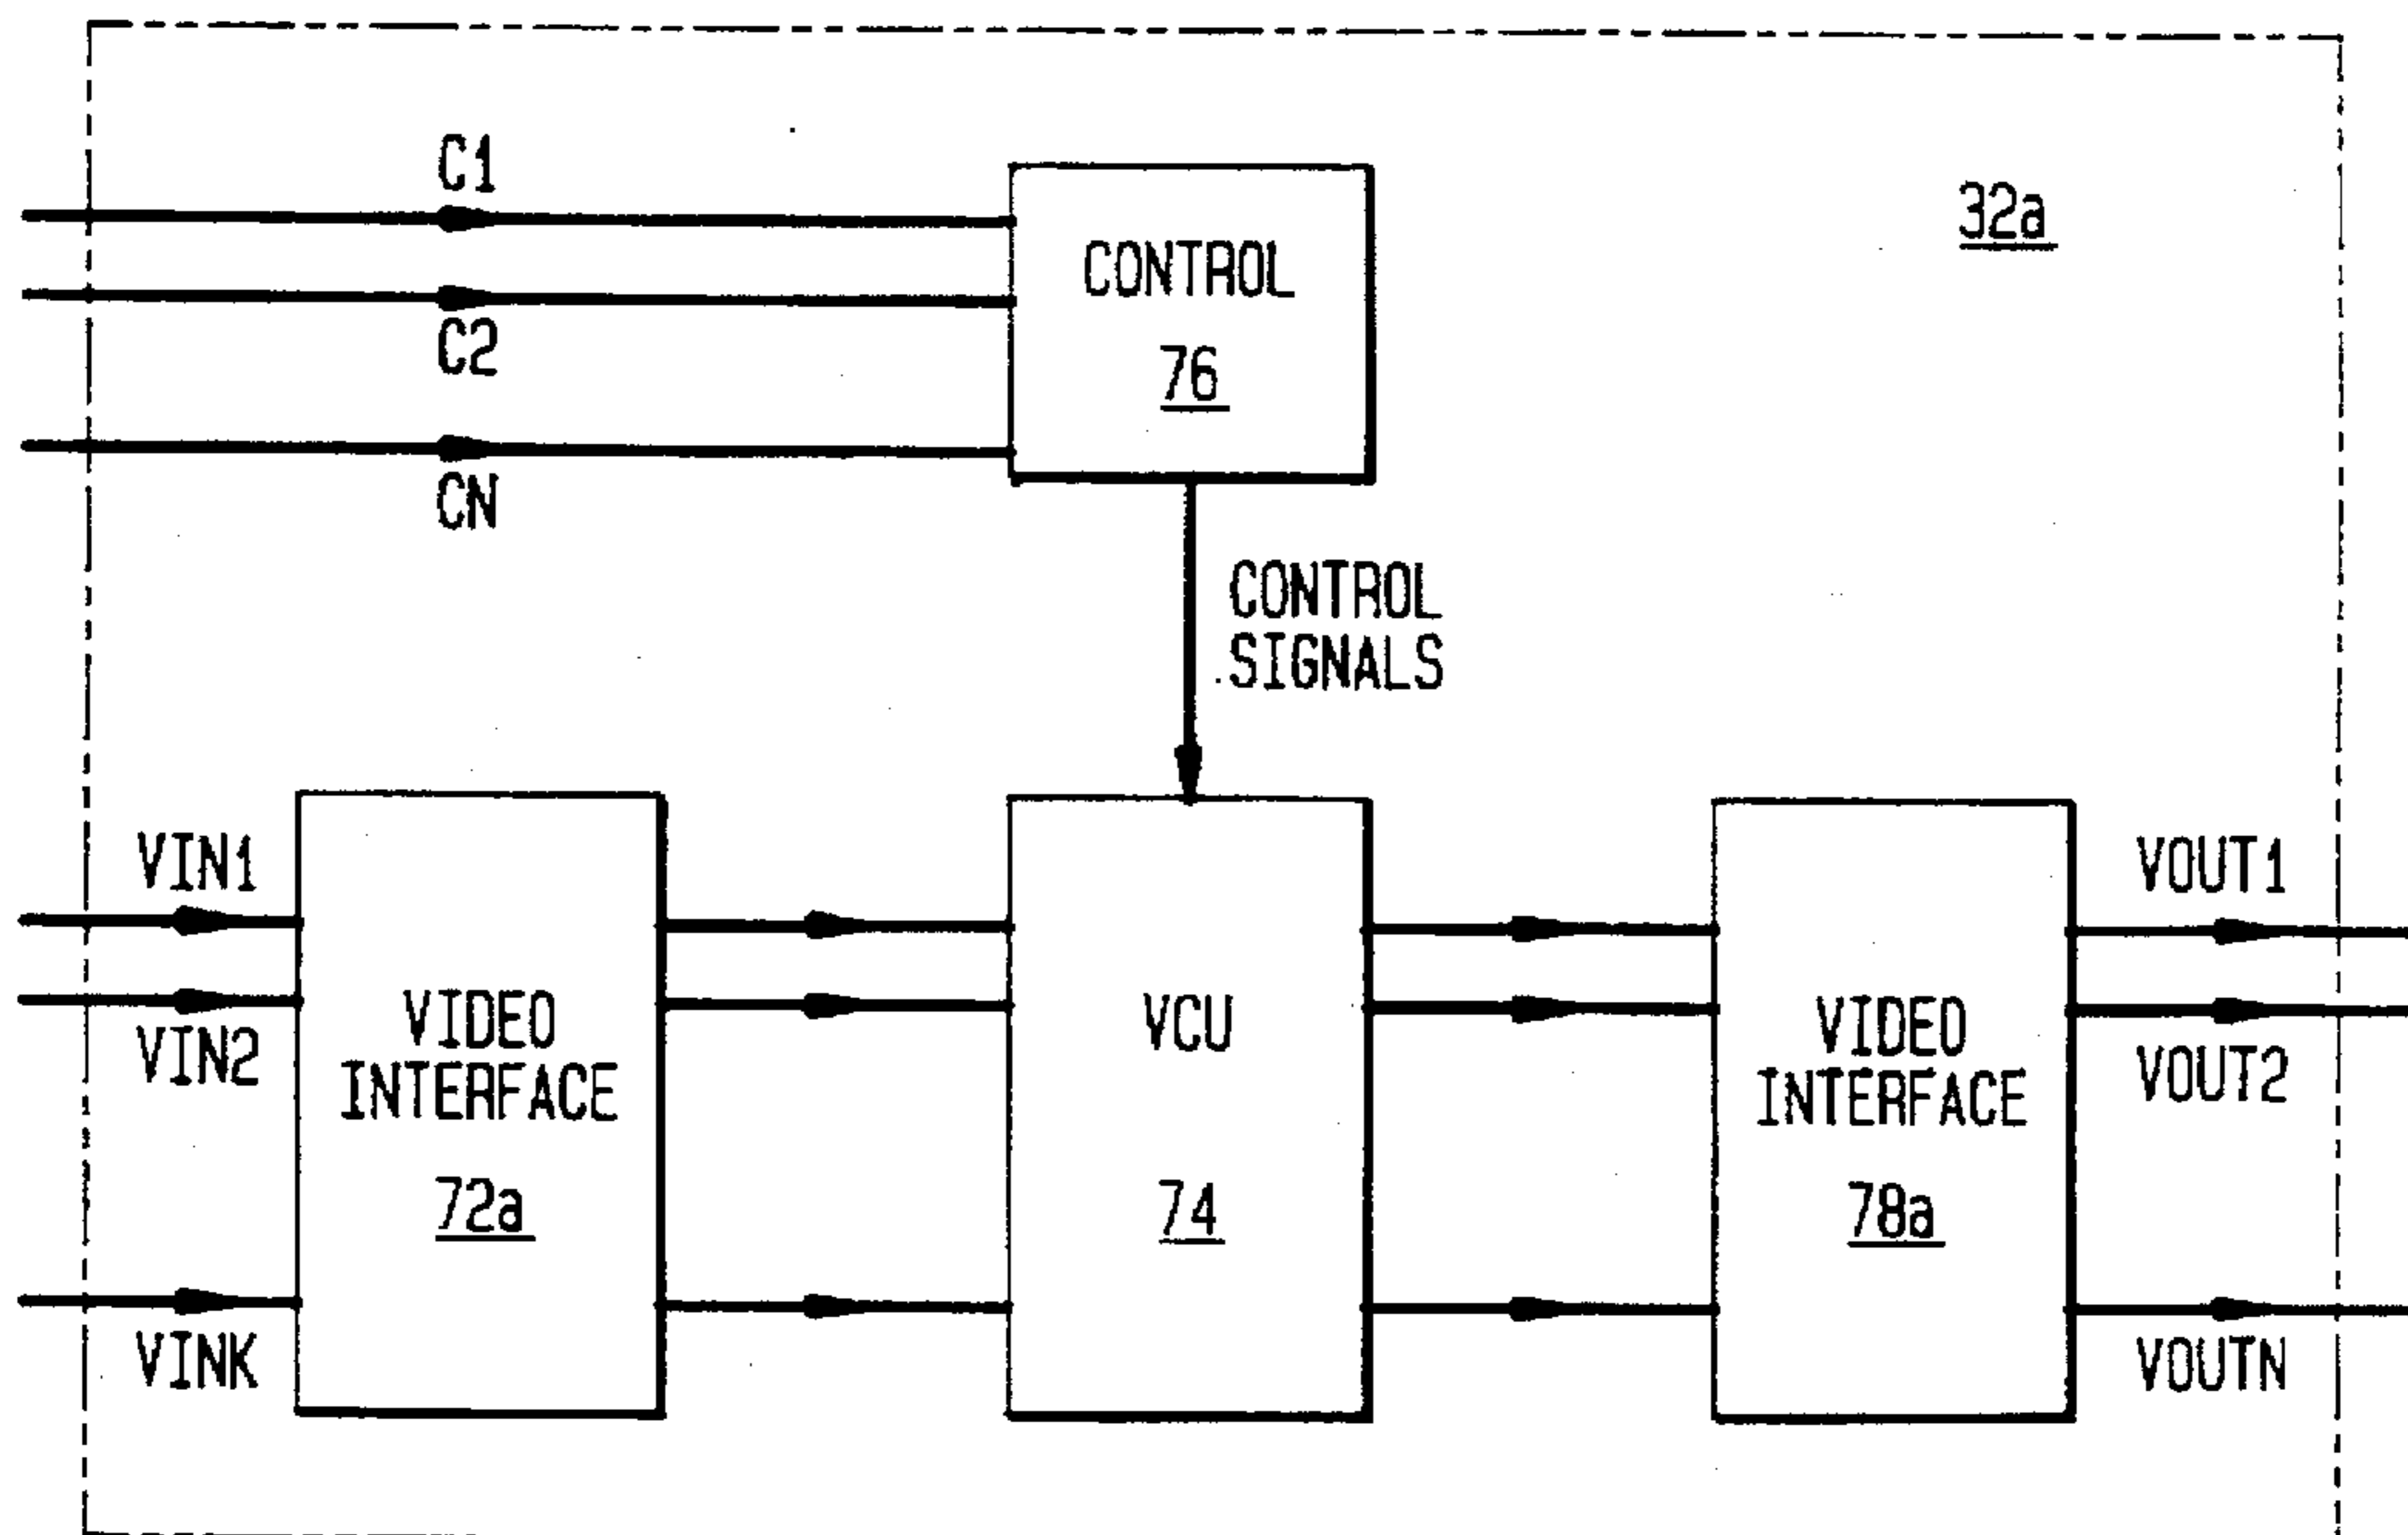 C1
32a
CONTROL
76
C2
CN
CONTROL
SIGNALS
VIN1
VIN2
VINK
VIDEO
INTERFACE
72a
VCU
74
VIDEO
INTERFACE
78a
VOUT1
VOUT2
VOUTN